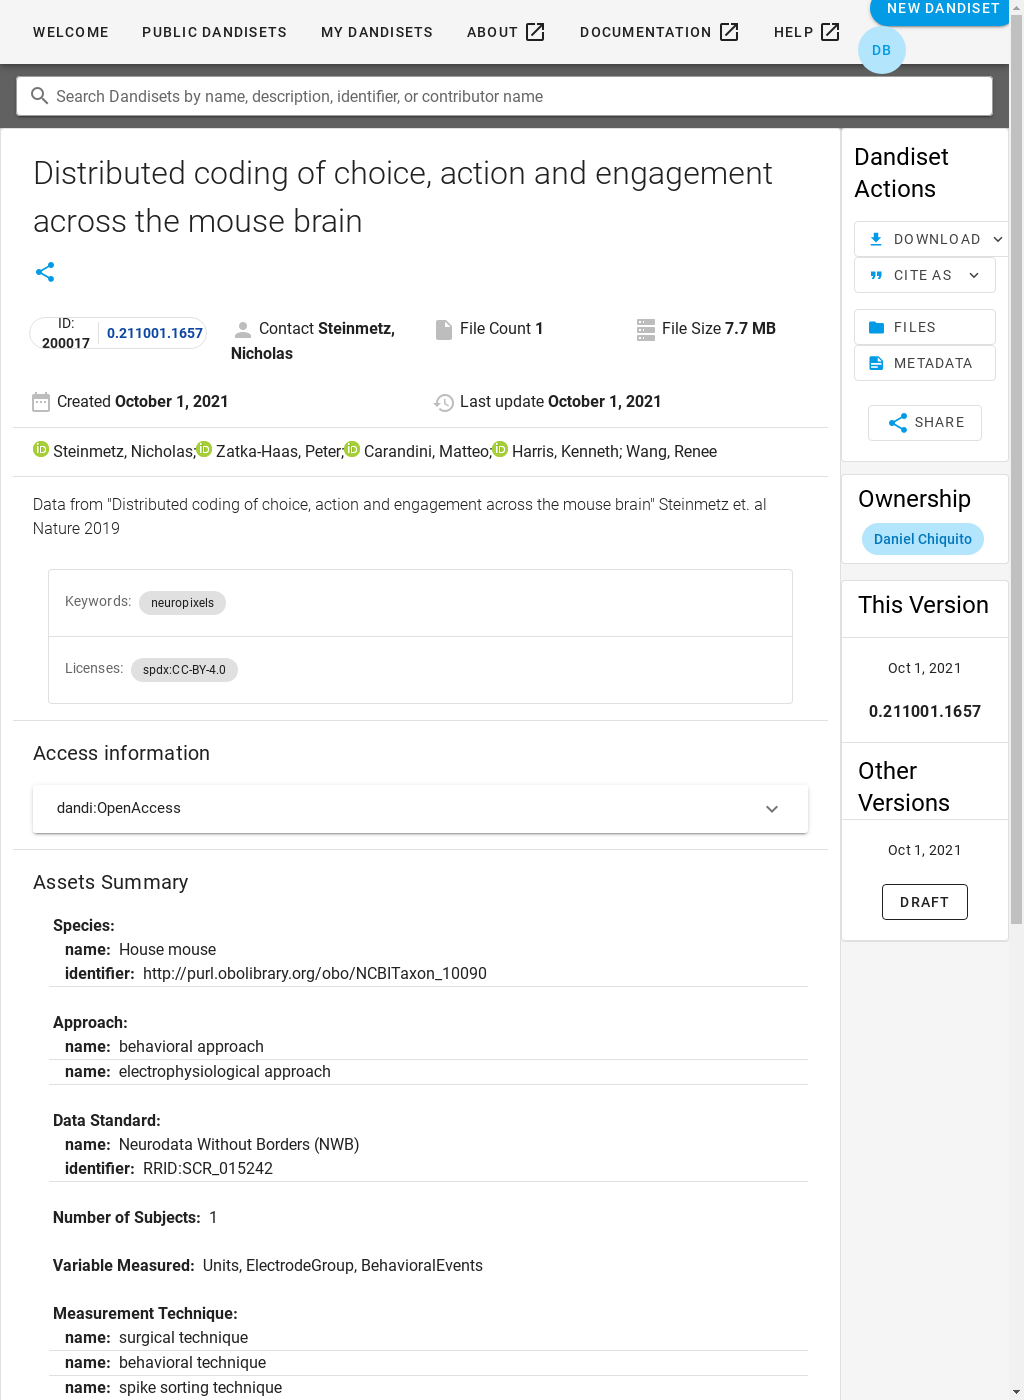 WELCOME PUBLIC DANDISETS MY DANDISETS ABOUT DOCUMENTATION HELP NEW DANDISET
DB
Search Dandisets by name, description, identifier, or contributor name
Distributed coding of choice, action and engagement
across the mouse brain
ID:
200017 0.211001.1657
Contact Steinmetz,
Nicholas
File Count 1
File Size 7.7 MB
Created October 1, 2021
Last update October 1, 2021
Steinmetz, Nicholas; Zatka-Haas, Peter; Carandini, Matteo; Harris, Kenneth; Wang, Renee
Data from "Distributed coding of choice, action and engagement across the mouse brain" Steinmetz et. al
Nature 2019
Keywords: neuropixels
Licenses: spdx:CC-BY-4.0
Access information
dandi:OpenAccess
Assets Summary
Species:
name: House mouse
identifier: http://purl.obolibrary.org/obo/NCBITaxon_10090
Approach:
name: behavioral approach
name: electrophysiological approach
Data Standard:
name: Neurodata Without Borders (NWB)
identifier: RRID:SCR_015242
Number of Subjects: 1
Variable Measured: Units, ElectrodeGroup, BehavioralEvents
Measurement Technique:
name: surgical technique
name: behavioral technique
name: spike sorting technique
Dandiset
Actions
DOWNLOAD
CITE AS
FILES
METADATA
SHARE
Ownership
Daniel Chiquito
This Version
Oct 1, 2021
0.211001.1657
Other
Versions
Oct 1, 2021
DRAFT